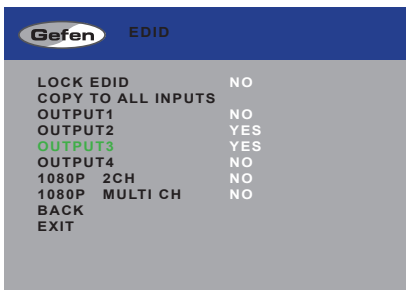 Gefen EDID
LOCK EDID NO
COPY TO ALL INPUTS
OUTPUT1 NO
OUTPUT2 YES
OUTPUT3 YES
OUTPUT4 NO
1080P 2CH NO
1080P MULTI CH NO
BACK
EXIT